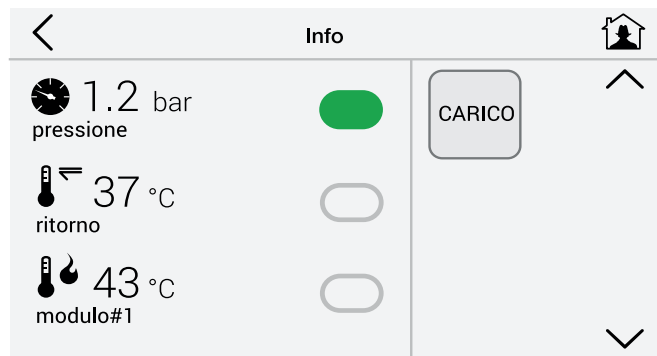 Info
1.2 bar
pressione
CARICO
37 °C
ritorno
43 °C
modulo#1